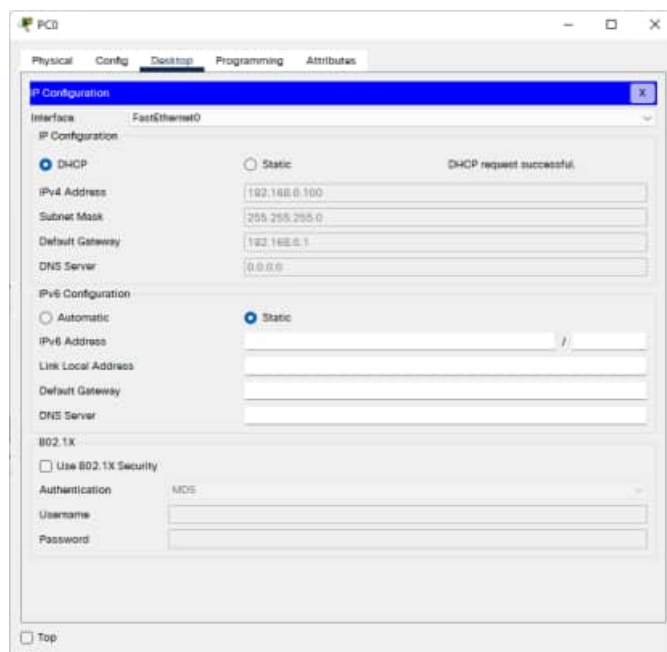 PC0
Physical Config Desktop Programming Attributes
IP Configuration X
Interface FastEthernet0
IP Configuration
DHCP Static DHCP request successful.
IPv4 Address 192.168.0.100
Subnet Mask 255.255.255.0
Default Gateway 192.168.0.1
DNS Server 0.0.0.0
IPv6 Configuration
Automatic Static
IPv6 Address /
Link Local Address
Default Gateway
DNS Server
802.1X
Use 802.1X Security
Authentication MD5
Username
Password
Top